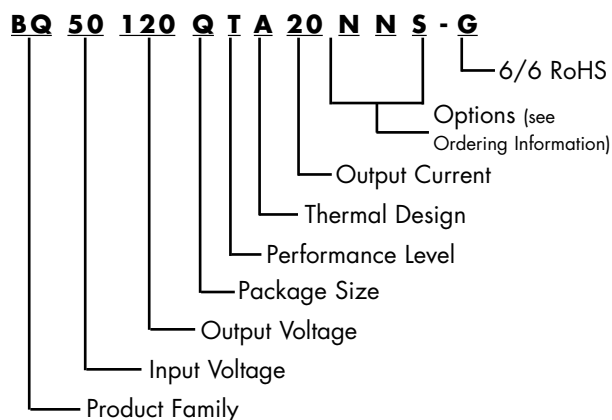 BQ 50 120 Q T A 20 N N S - G
6/6 RoHS
Options (see
Ordering Information)
Output Current
Thermal Design
Performance Level
Package Size
Output Voltage
Input Voltage
Product Family